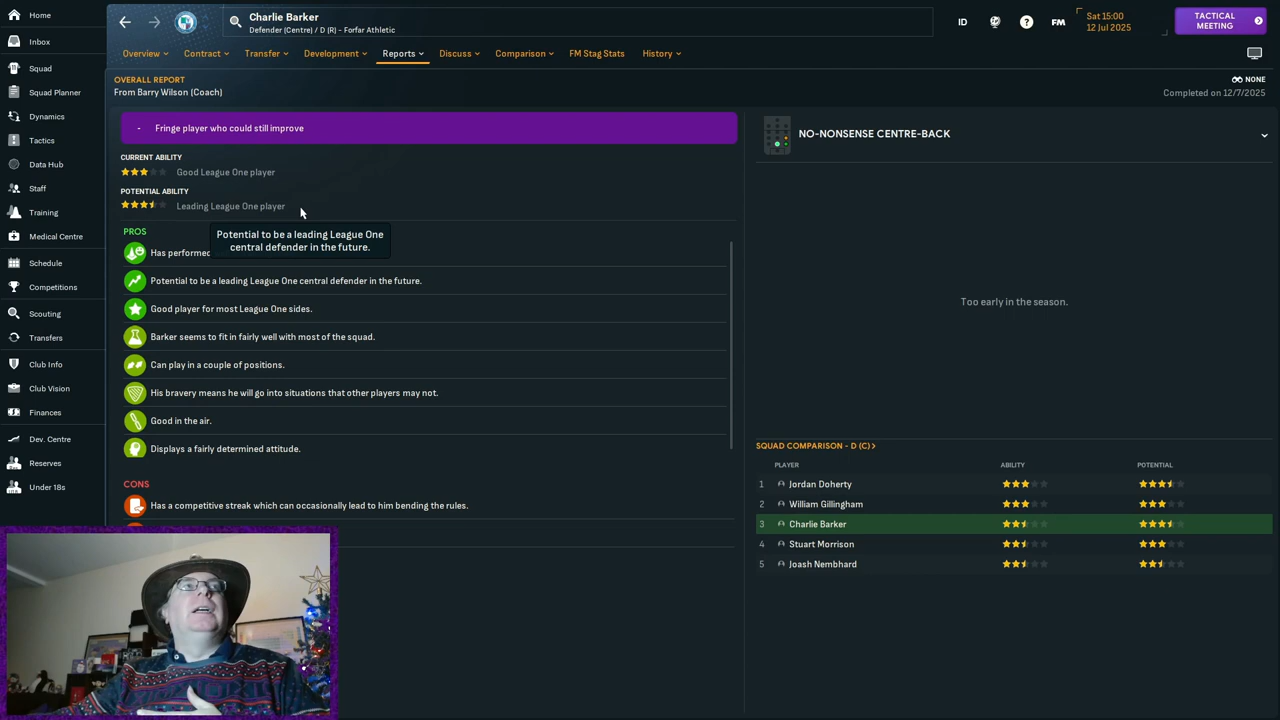 Home
Inbox
Squad
Squad Planner
Dynamics
Tactics
Data Hub
Staff
Training
Medical Centre
Schedule
Competitions
Scouting
Transfers
Club Info
Club Vision
Finances
Dev. Centre
Reserves
Under 18s
Charlie Barker
Defender (Centre) / D (R) - Forfar Athletic
ID
FM
Sat 15:00
12 Jul 2025
TACTICAL
MEETING
Overview
Contract
Transfer
Development
Reports
Discuss
Comparison
FM Stag Stats
History
OVERALL REPORT
From Barry Wilson (Coach)
NONE
Completed on 12/7/2025
- Fringe player who could still improve
CURRENT ABILITY
Good League One player
POTENTIAL ABILITY
Leading League One player
Potential to be a leading League One
central defender in the future.
PROS
Has performed
Potential to be a leading League One central defender in the future.
Good player for most League One sides.
Barker seems to fit in fairly well with most of the squad.
Can play in a couple of positions.
His bravery means he will go into situations that other players may not.
Good in the air.
Displays a fairly determined attitude.
CONS
Has a competitive streak which can occasionally lead to him bending the rules.
NO-NONSENSE CENTRE-BACK
Too early in the season.
SQUAD COMPARISON - D (C)
PLAYER ABILITY POTENTIAL
1 Jordan Doherty
2 William Gillingham
3 Charlie Barker
4 Stuart Morrison
5 Joash Nembhard